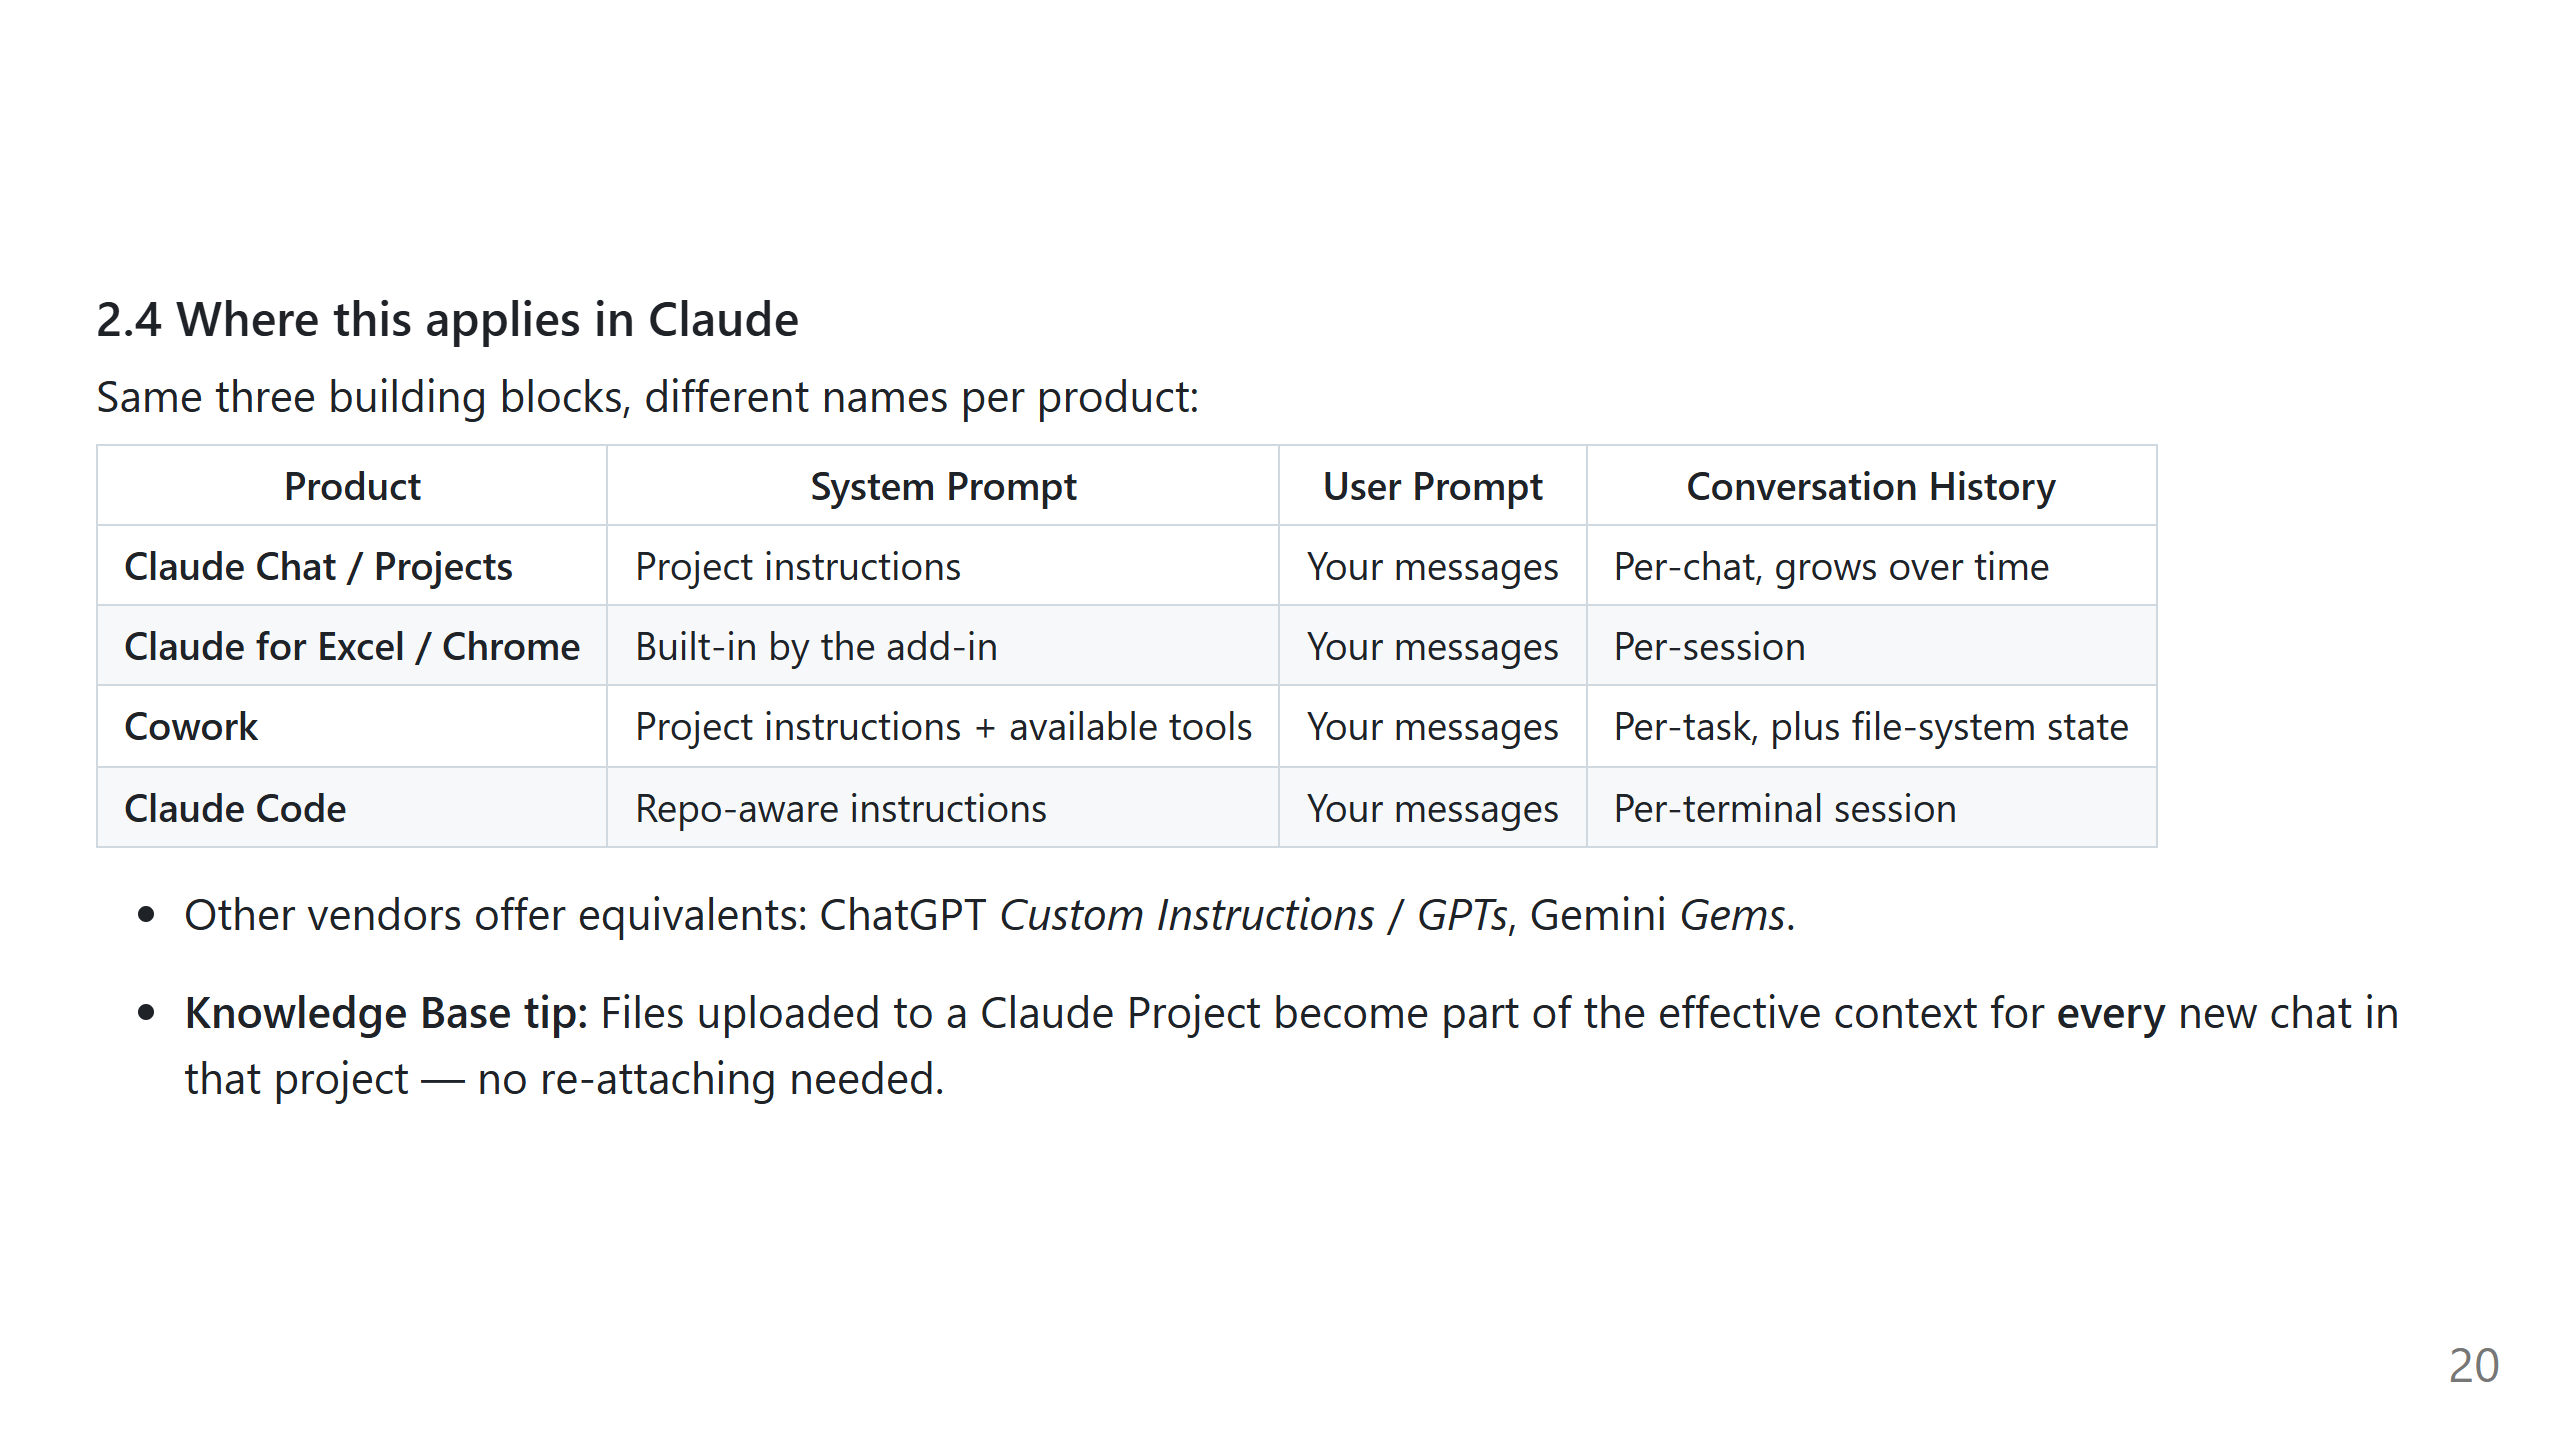 2.4 Where this applies in Claude
Same three building blocks, different names per product:
Product System Prompt User Prompt Conversation History
Claude Chat / Projects Project instructions Your messages Per-chat, grows over time
Claude for Excel / Chrome Built-in by the add-in Your messages Per-session
Cowork Project instructions + available tools Your messages Per-task, plus file-system state
Claude Code Repo-aware instructions Your messages Per-terminal session
• Other vendors offer equivalents: ChatGPT Custom Instructions / GPTs, Gemini Gems.
• Knowledge Base tip: Files uploaded to a Claude Project become part of the effective context for every new chat in
that project — no re-attaching needed.
20